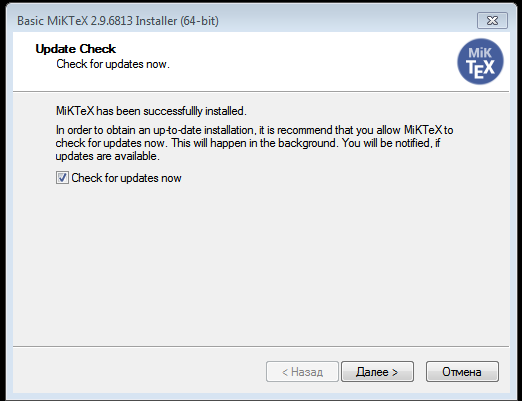 Basic MiKTeX 2.9.6813 Installer (64-bit)
Update Check
Check for updates now.
MiK
TEX
MiKTeX has been successfullly installed.
In order to obtain an up-to-date installation, it is recommend that you allow MiKTeX to
check for updates now. This will happen in the background. You will be notified, if
updates are available.
Check for updates now
< Назад
Далее >
Отмена